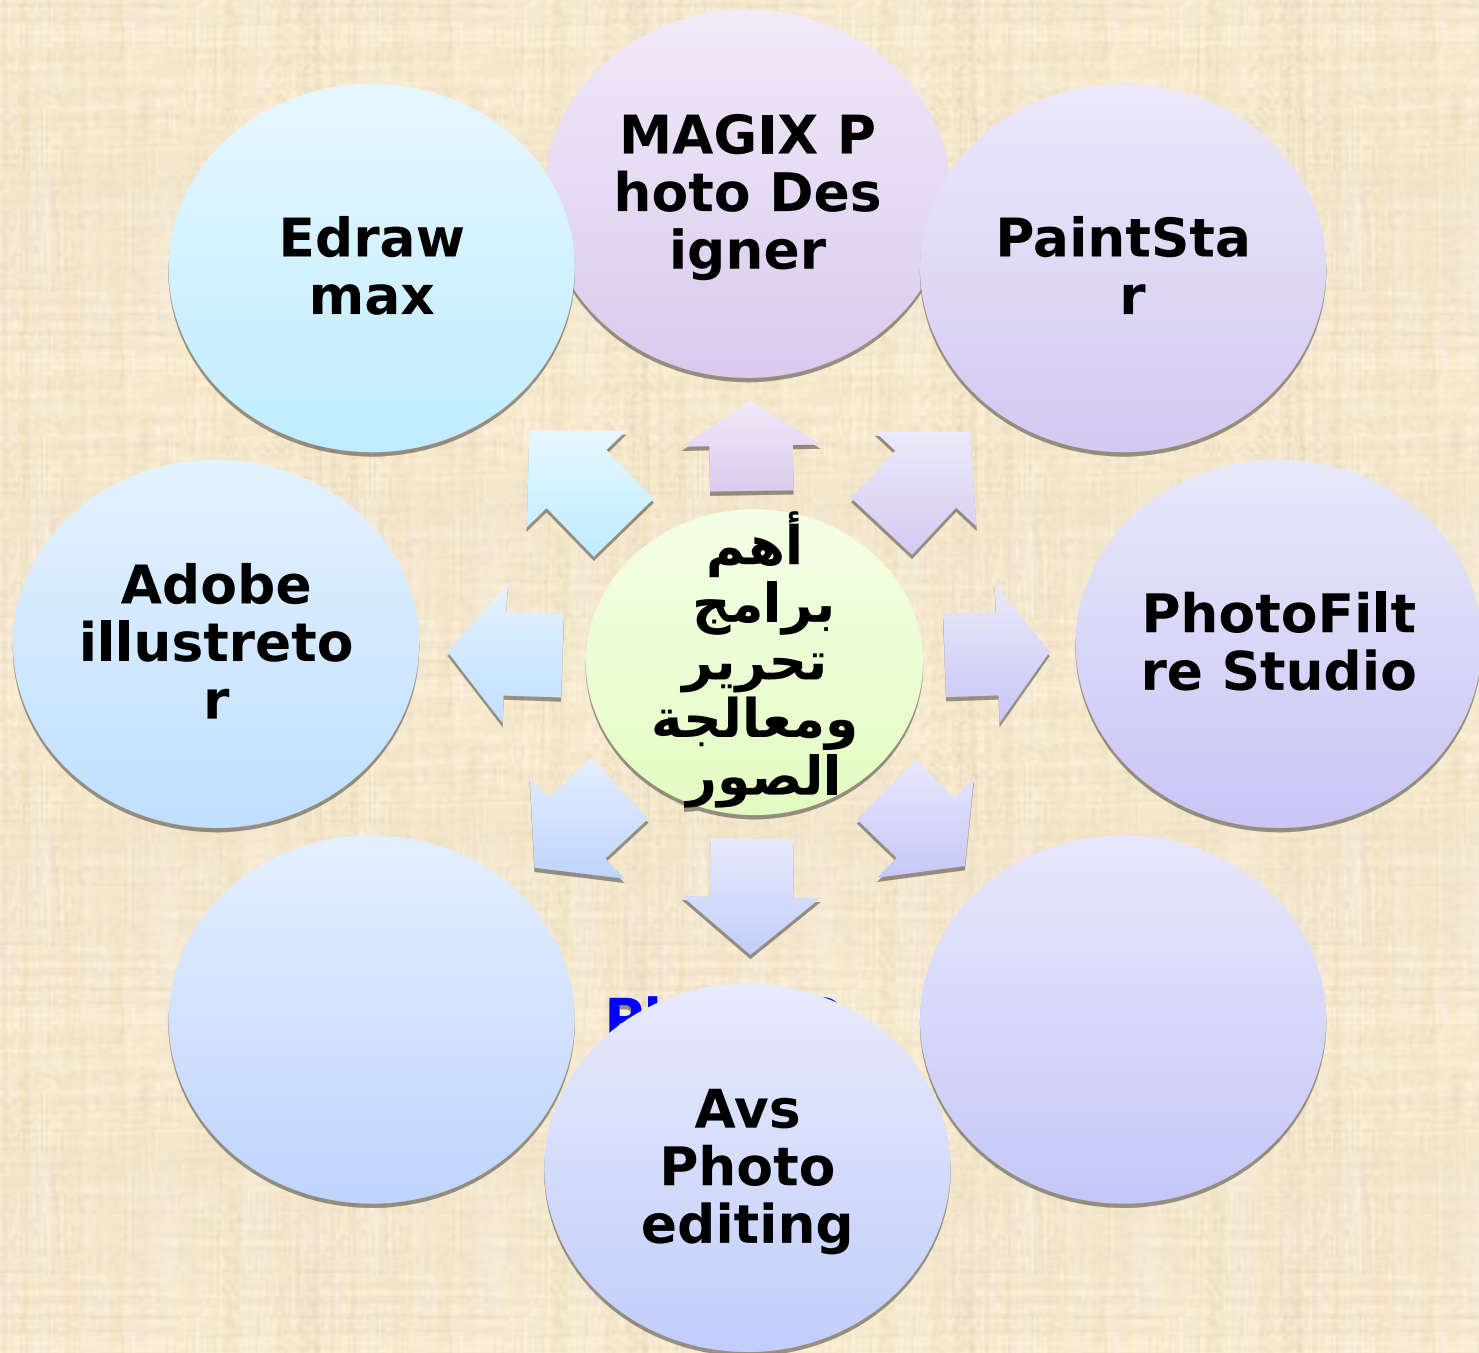 MAGIX P
hoto Des
igner
Edraw
max
PaintSta
r
Adobe
illustreto
r
أهم
برامج
تحرير
ومعالجة
الصور
PhotoFilt
re Studio
Avs
Photo
editing